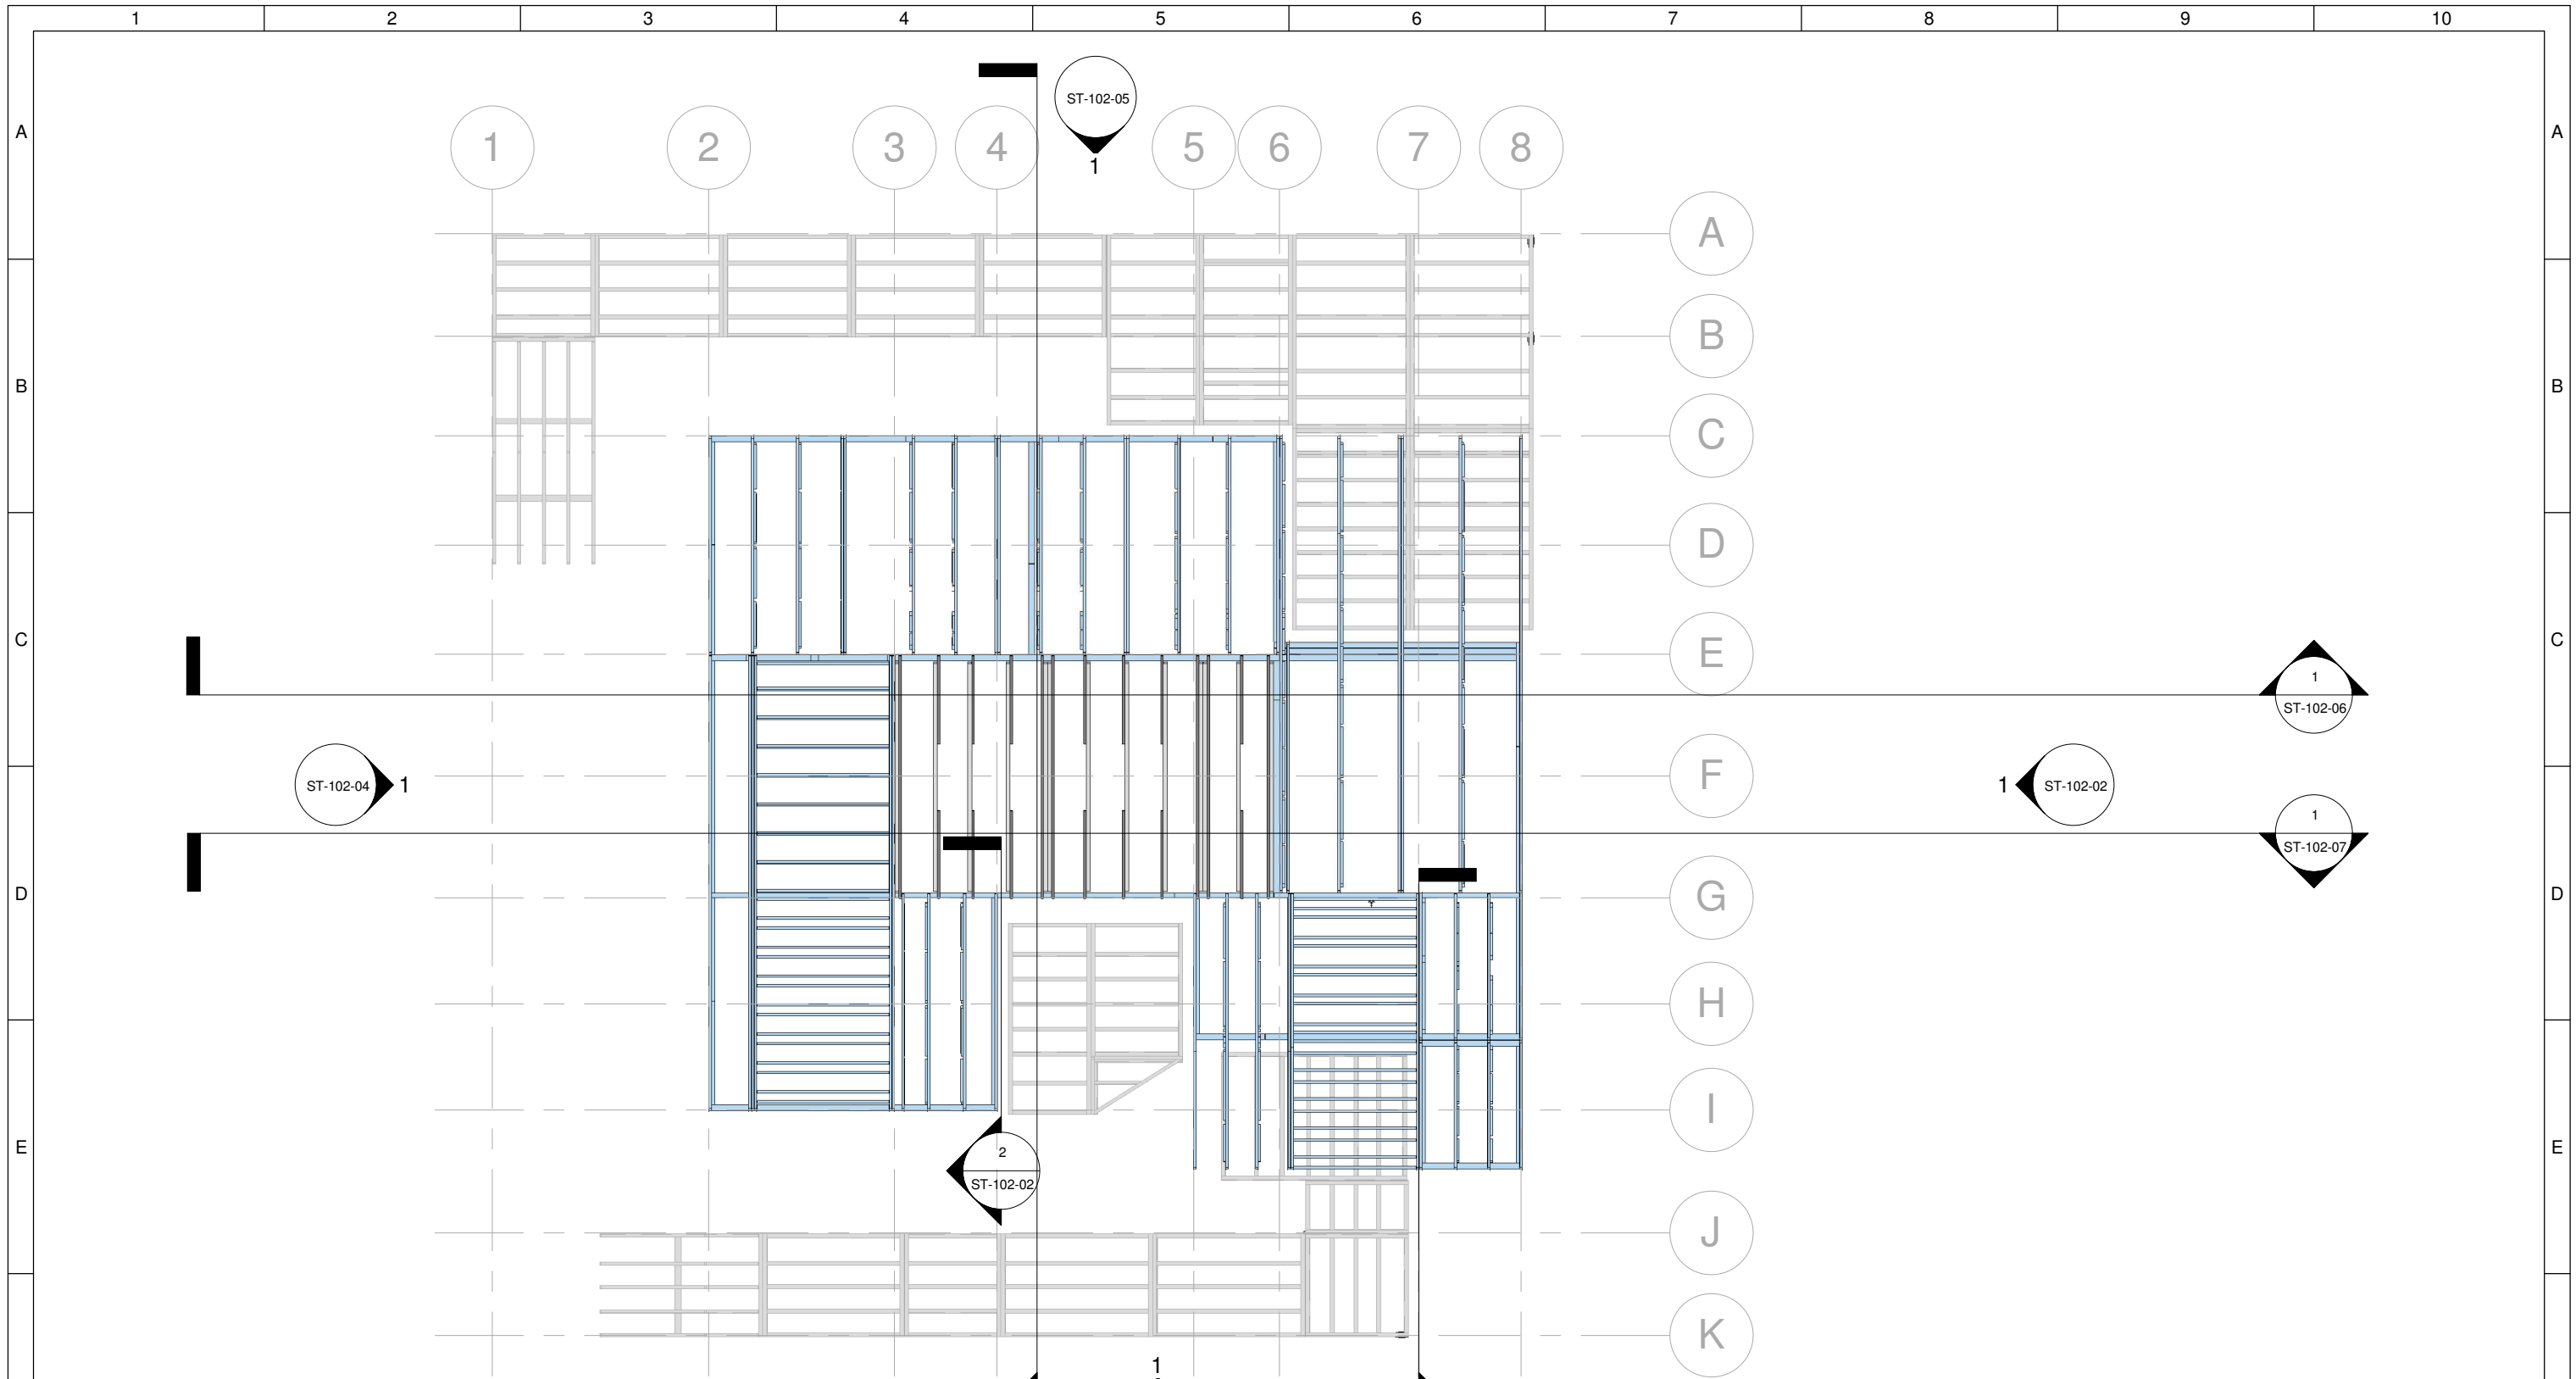 1 2 3 4 5 6 7 8 9 10
ST-102-05
1
1 2 3 4 5 6 7 8
A A
A
B
B B
C
D
C C
E
1
ST-102-06
F
ST-102-04 1
1 ST-102-02
1
ST-102-07
D D
G
H
I
E E
2
ST-102-02
J
K
1